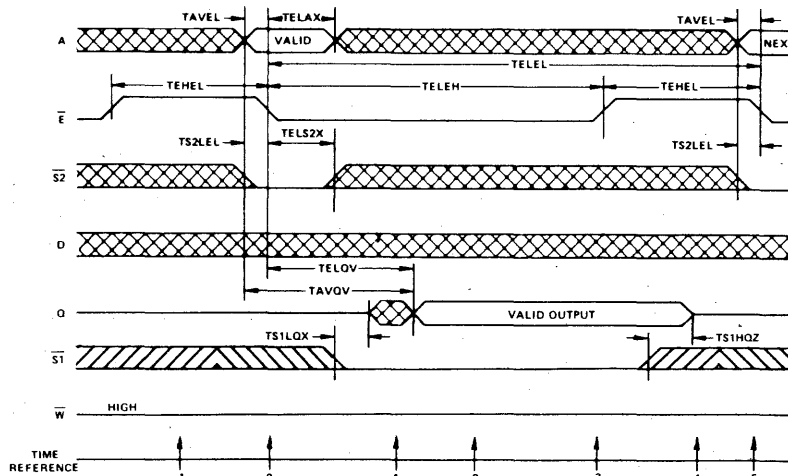 TAVEL TELAX TAVEL
A VALID NEX
TELEL
TEHEL TELEH TEHEL
E
TS2LEL TELS2X TS2LEL
S2
D
TELQV
TAVQV
Q VALID OUTPUT
TS1LQX TS1HQZ
S1
W HIGH
TIME
REFERENCE